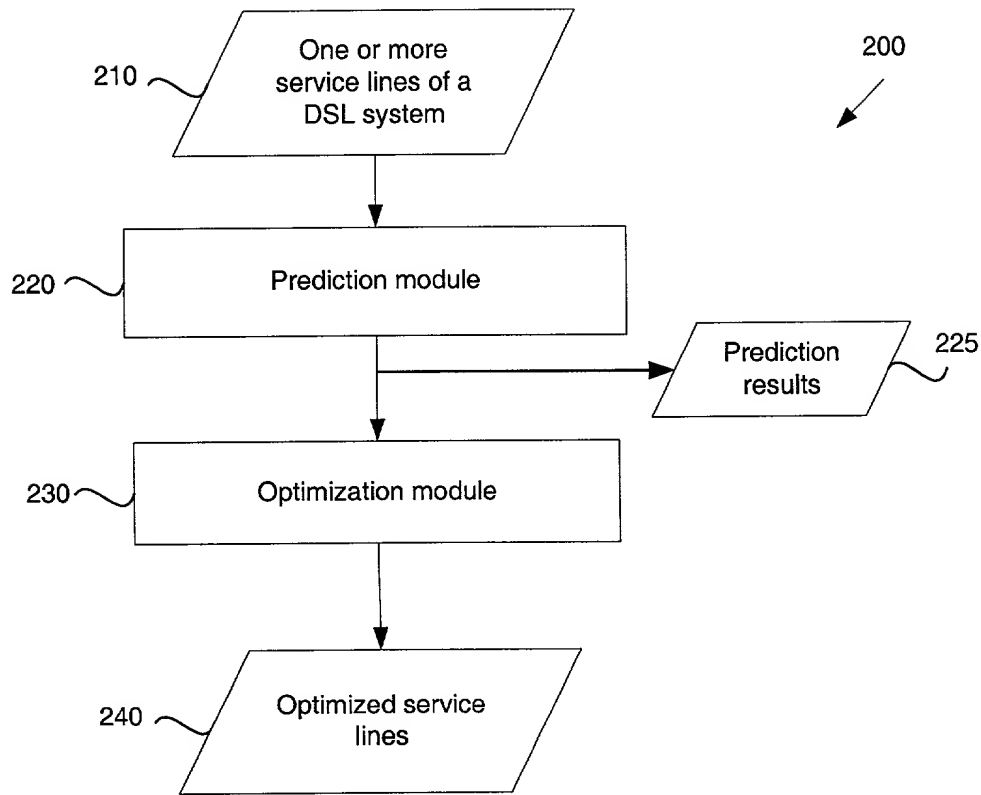 One or more
service lines of a
DSL system
210
200
Prediction module
220
Prediction
results
225
Optimization module
230
Optimized service
lines
240